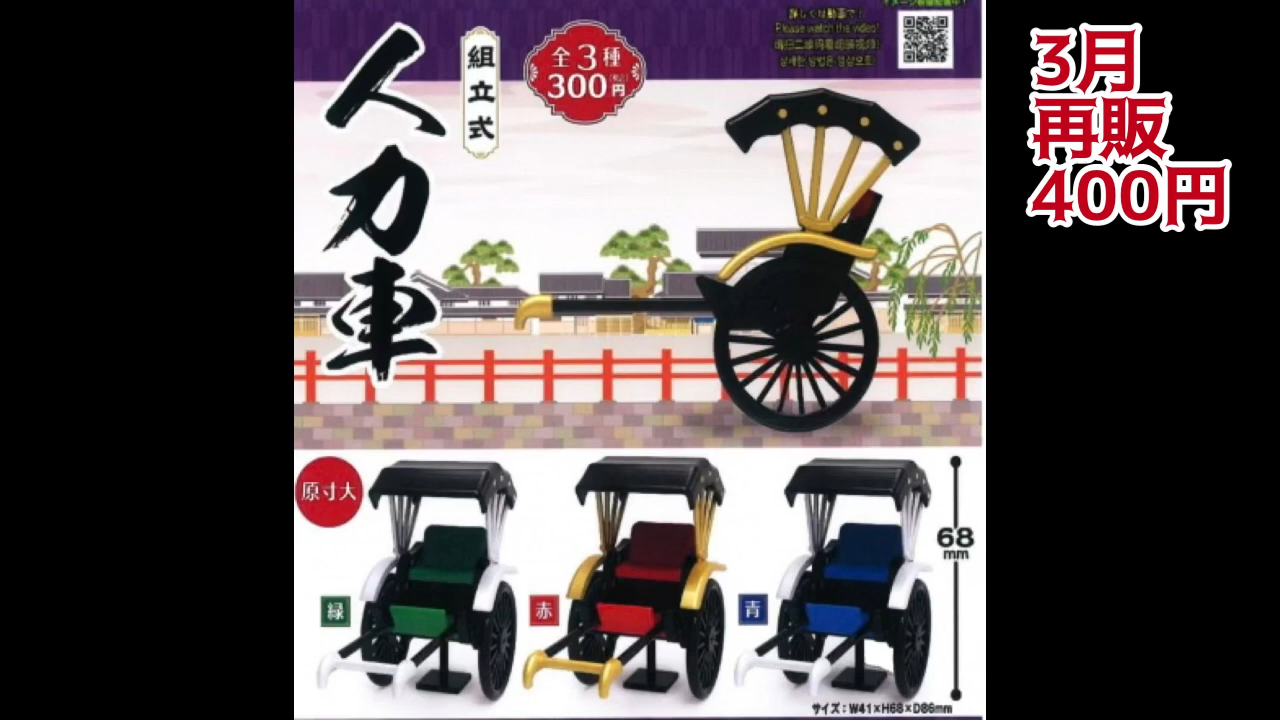 人力車
組立式
全3種
300円(税込)
詳しくは動画で!
Please watch the video!
3月
再販
400円
原寸大
緑
赤
青
68
mm
サイズ:W41×H68×D86mm